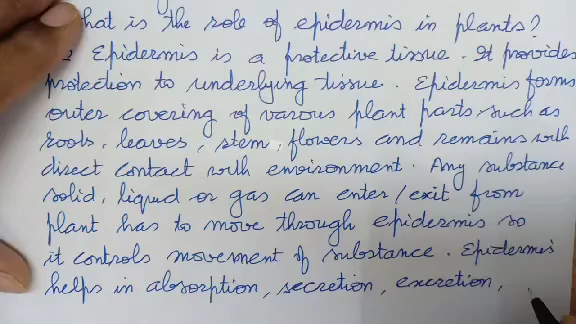 hat is the role of epidermis in plants?
Epidermis is a protective tissue. It provides
protection to underlying tissue. Epidermis forms
outer covering of varous plant parts such as
roots, leaves, stem, flowers and remains with
direct contact with environment. Any substance
solid, liquid or gas can enter/exit from
plant has to move through epidermis so
it controls movement of substance. Epidermis
helps in absorption, secretion, excretion,